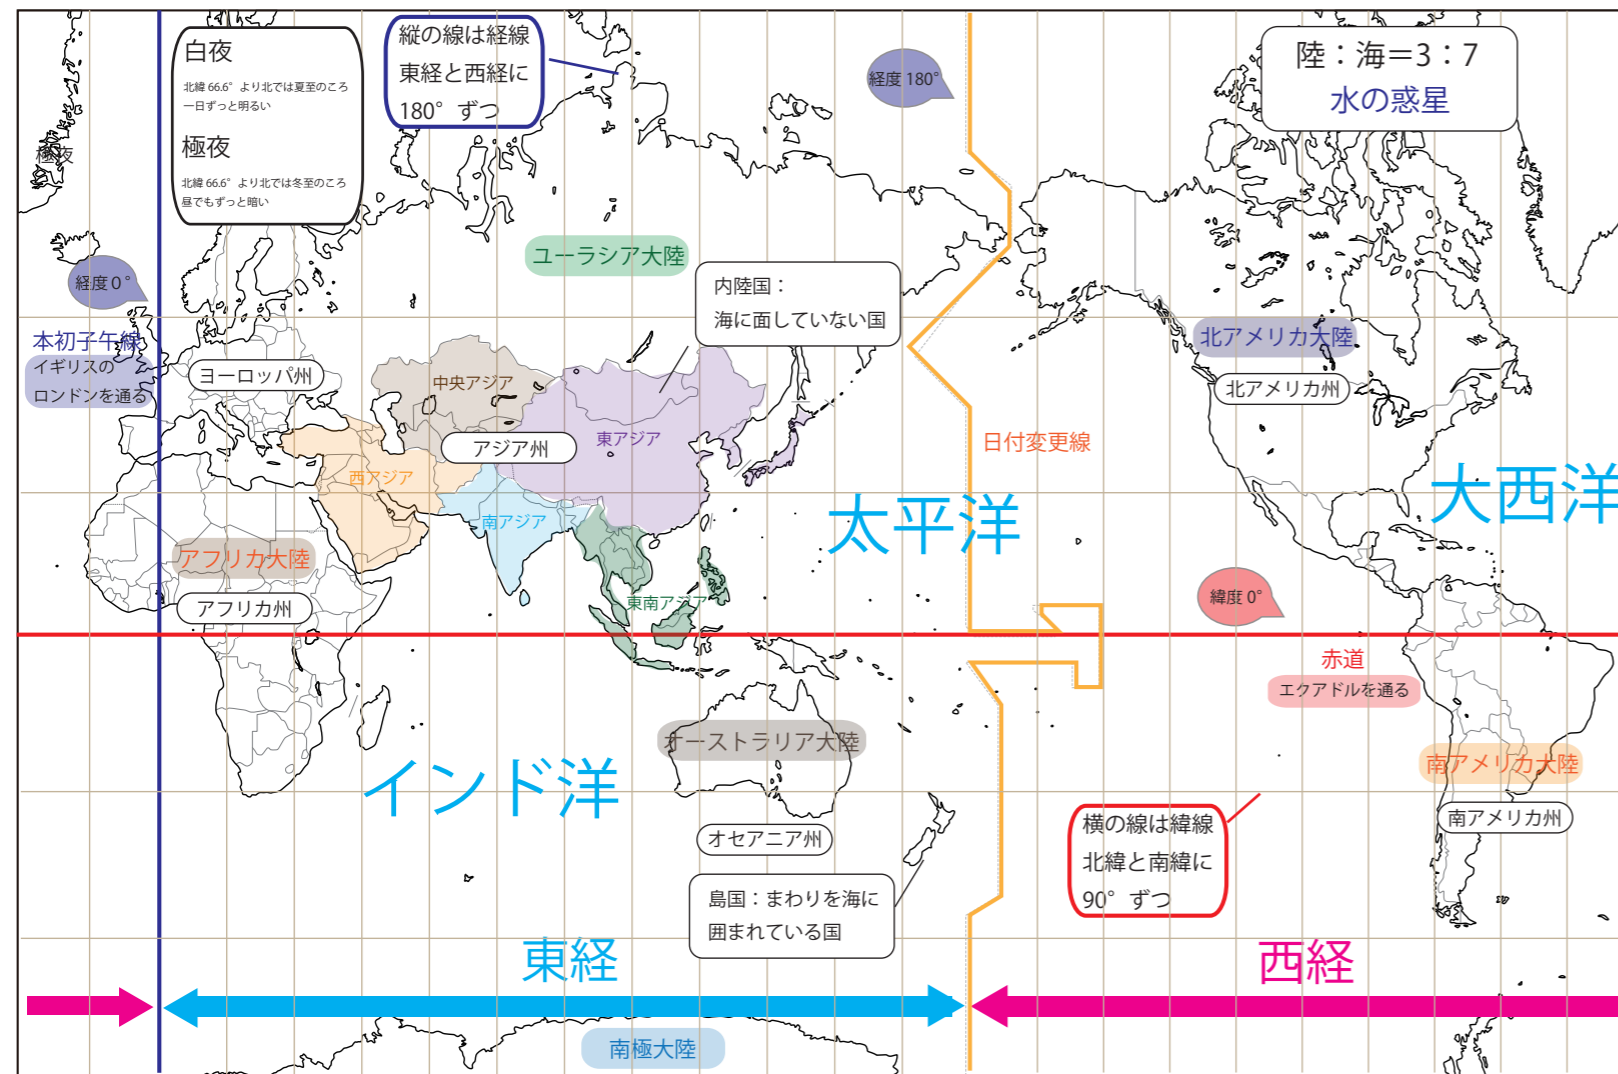 白夜
北緯 66.6°より北では夏至のころ
一日ずっと明るい
極夜
北緯 66.6°より北では冬至のころ
昼でもずっと暗い
極夜
縦の線は経線
東経と西経に
180°ずつ
経度 180°
陸：海＝3：7
水の惑星
ユーラシア大陸
経度 0°
内陸国：
海に面していない国
本初子午線
イギリスの
ロンドンを通る
ヨーロッパ州
中央アジア
北アメリカ大陸
北アメリカ州
アジア州
東アジア
日付変更線
西アジア
南アジア
太平洋
大西洋
アフリカ大陸
アフリカ州
東南アジア
緯度 0°
赤道
エクアドルを通る
オーストラリア大陸
インド洋
南アメリカ大陸
南アメリカ州
オセアニア州
横の線は緯線
北緯と南緯に
90°ずつ
島国：まわりを海に
囲まれている国
東経
西経
南極大陸